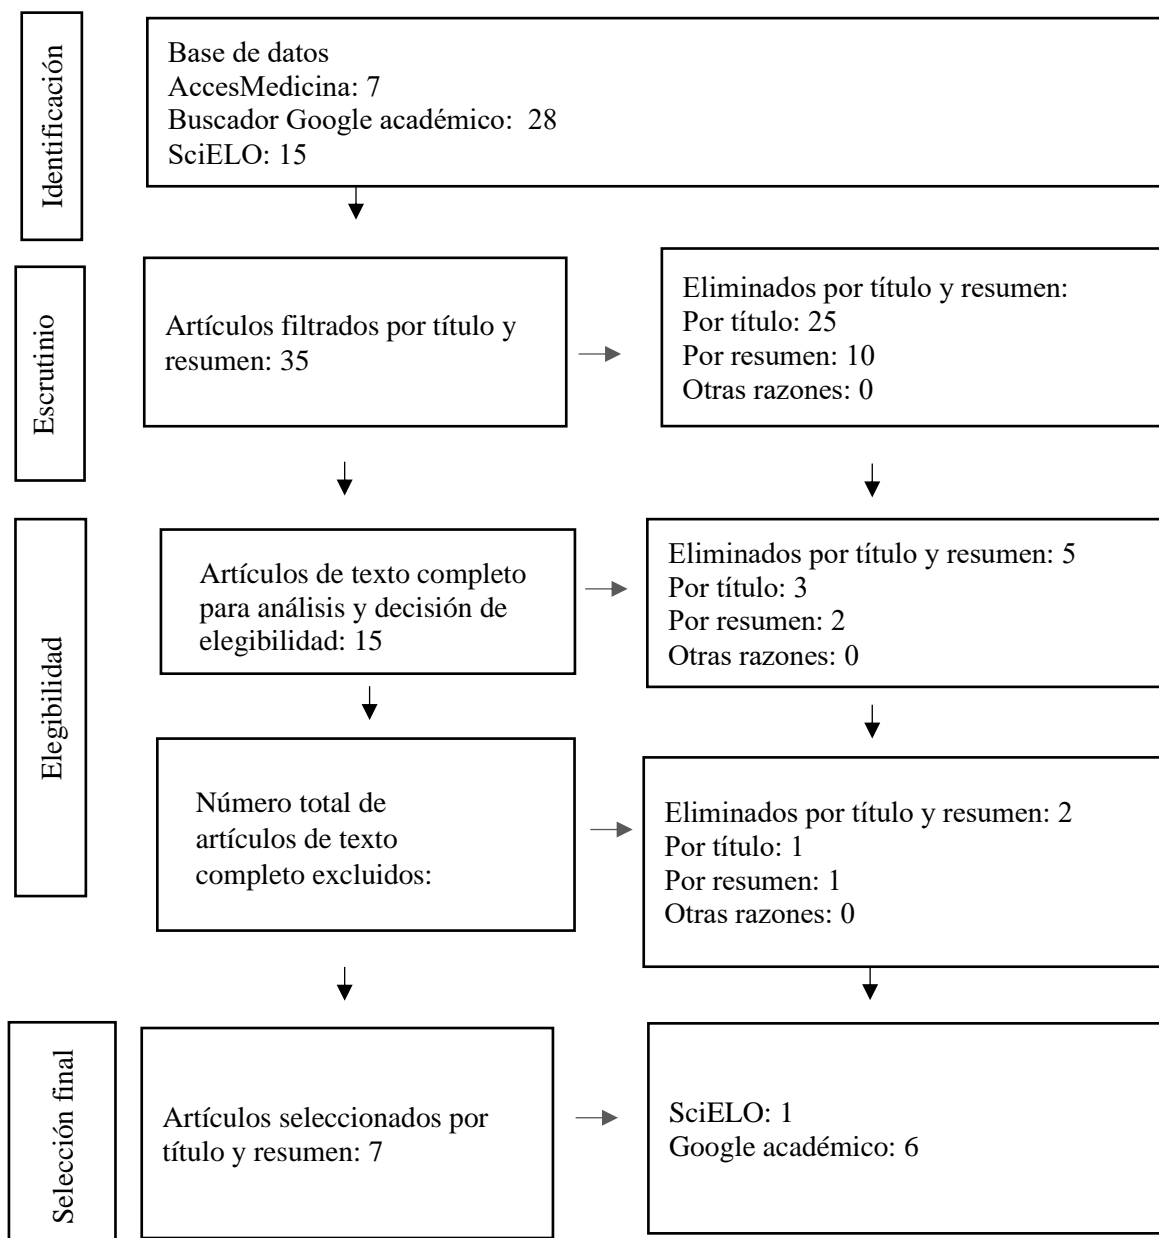 Identificación
Base de datos
AccesMedicina: 7
Buscador Google académico: 28
SciELO: 15
Escrutinio
Artículos filtrados por título y
resumen: 35
Eliminados por título y resumen:
Por título: 25
Por resumen: 10
Otras razones: 0
Elegibilidad
Artículos de texto completo
para análisis y decisión de
elegibilidad: 15
Eliminados por título y resumen: 5
Por título: 3
Por resumen: 2
Otras razones: 0
Número total de
artículos de texto
completo excluidos:
Eliminados por título y resumen: 2
Por título: 1
Por resumen: 1
Otras razones: 0
Selección final
Artículos seleccionados por
título y resumen: 7
SciELO: 1
Google académico: 6